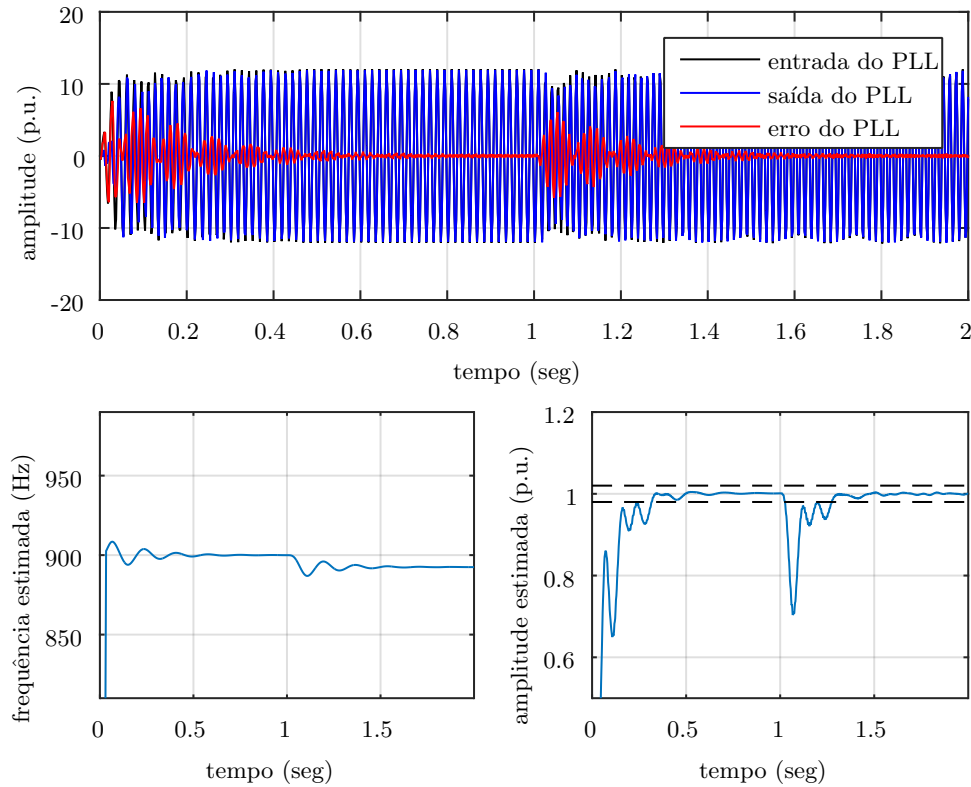 20
10
0
-10
-20
amplitude (p.u.)
entrada do PLL
saída do PLL
erro do PLL
0 0.2 0.4 0.6 0.8 1 1.2 1.4 1.6 1.8 2
tempo (seg)
950
900
850
frequência estimada (Hz)
0 0.5 1 1.5
tempo (seg)
1.2
1
0.8
0.6
amplitude estimada (p.u.)
0 0.5 1 1.5
tempo (seg)